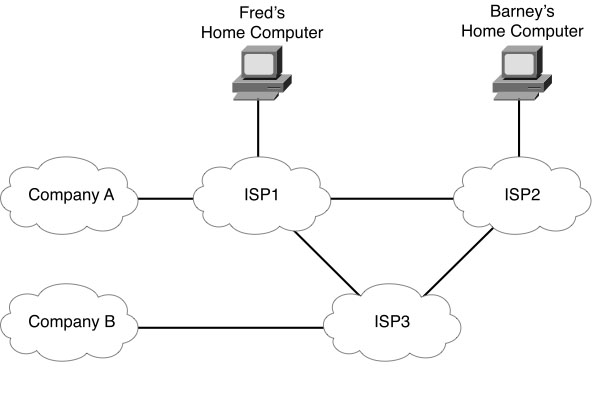 Fred's
Home Computer
Barney's
Home Computer
Company A
ISP1
ISP2
Company B
ISP3